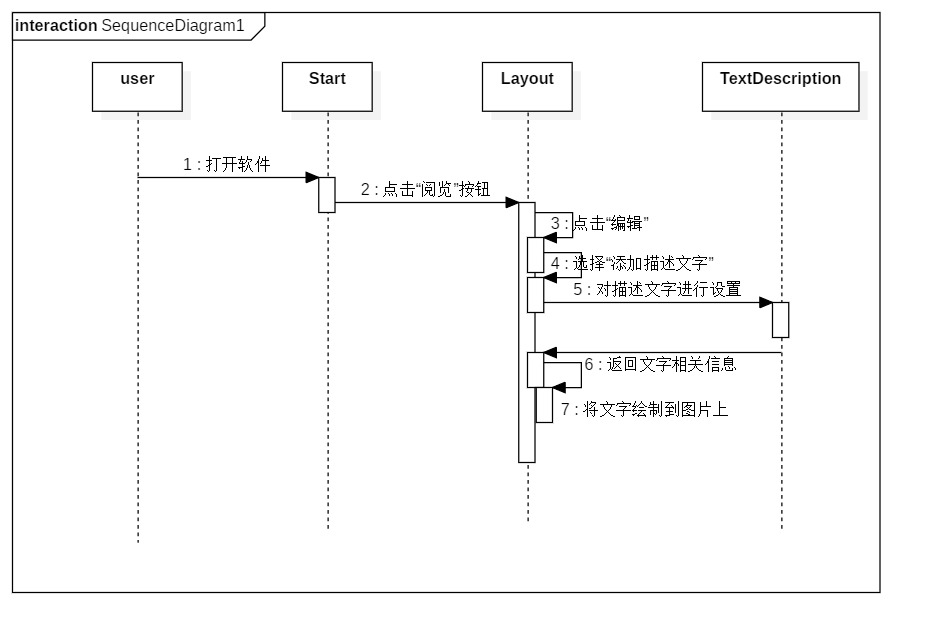 interaction SequenceDiagram1
user
Start
Layout
TextDescription
1 : 打开软件
2 : 点击“阅览”按钮
3 : 点击“编辑”
4 : 选择“添加描述文字”
5 : 对描述文字进行设置
6 : 返回文字相关信息
7 : 将文字绘制到图片上